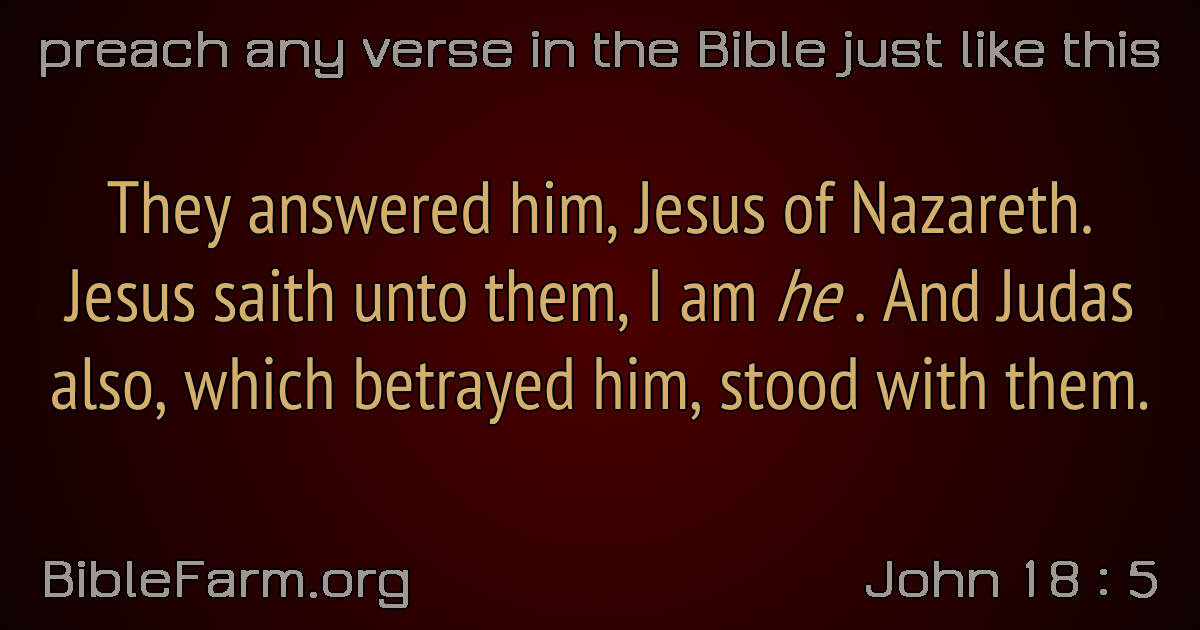 preach any verse in the Bible just like this
They answered him, Jesus of Nazareth.
Jesus saith unto them, I am he . And Judas
also, which betrayed him, stood with them.
BibleFarm.org
John 18 : 5